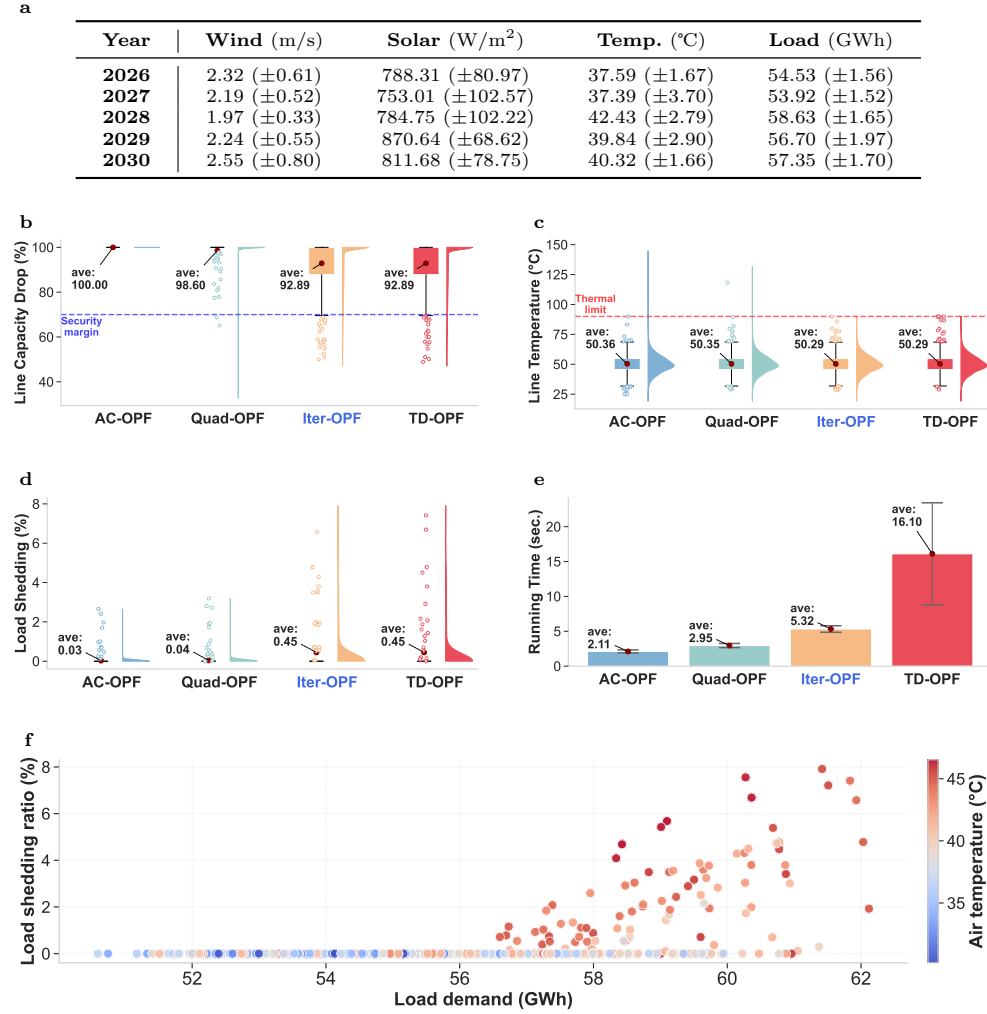 a
Year Wind (m/s) Solar (W/m²) Temp. (℃) Load (GWh)
2026 2.32 (±0.61) 788.31 (±80.97) 37.59 (±1.67) 54.53 (±1.56)
2027 2.19 (±0.52) 753.01 (±102.57) 37.39 (±3.70) 53.92 (±1.52)
2028 1.97 (±0.33) 784.75 (±102.22) 42.43 (±2.79) 58.63 (±1.65)
2029 2.24 (±0.55) 870.64 (±68.62) 39.84 (±2.90) 56.70 (±1.97)
2030 2.55 (±0.80) 811.68 (±78.75) 40.32 (±1.66) 57.35 (±1.70)
b
Line Capacity Drop (%)
100
80
60
40
ave:
100.00
ave:
98.60
ave:
92.89
ave:
92.89
Security
margin
AC-OPF Quad-OPF Iter-OPF TD-OPF
c
Line Temperature (°C)
150
125
100
75
50
25
Thermal
limit
ave:
50.36
ave:
50.35
ave:
50.29
ave:
50.29
AC-OPF Quad-OPF Iter-OPF TD-OPF
d
Load Shedding (%)
8
6
4
2
0
ave:
0.03
ave:
0.04
ave:
0.45
ave:
0.45
AC-OPF Quad-OPF Iter-OPF TD-OPF
e
Running Time (sec.)
20
15
10
5
0
ave:
2.11
ave:
2.95
ave:
5.32
ave:
16.10
AC-OPF Quad-OPF Iter-OPF TD-OPF
f
Load shedding ratio (%)
8
6
4
2
0
52 54 56 58 60 62
Load demand (GWh)
45
40
35
Air temperature (°C)